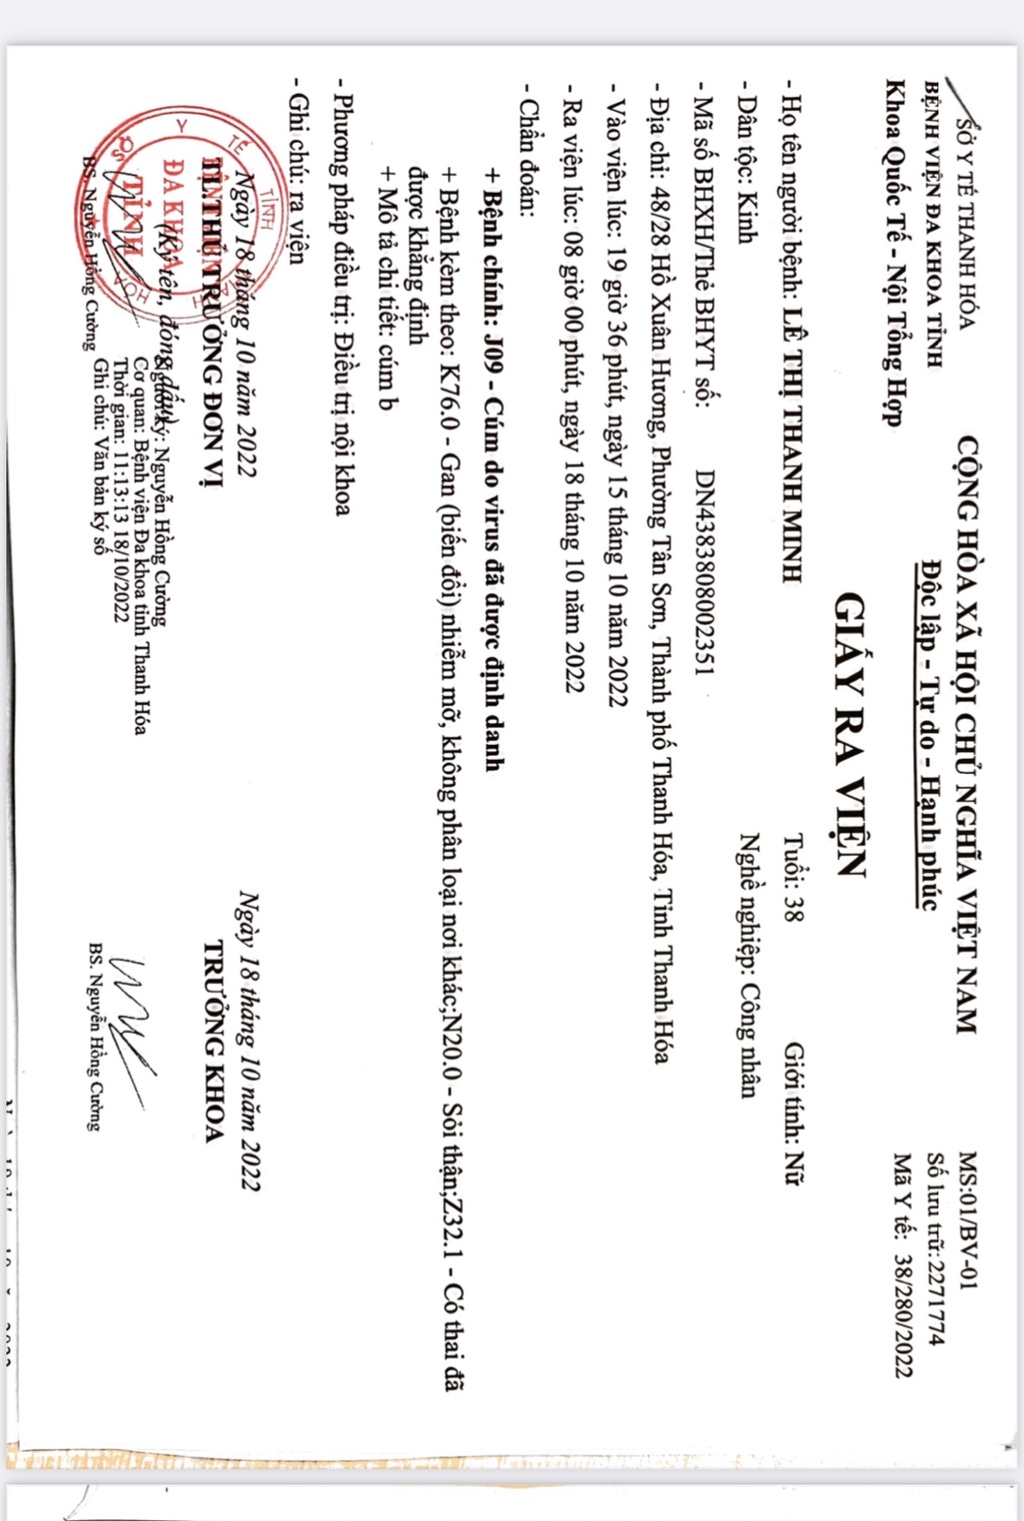 SỞ Y TẾ THANH HÓA
BỆNH VIỆN ĐA KHOA TỈNH
Khoa Quốc Tế - Nội Tổng Hợp
CỘNG HÒA XÃ HỘI CHỦ NGHĨA VIỆT NAM
Độc lập - Tự do - Hạnh phúc
MS:01/BV-01
Số lưu trữ: 2271774
Mã Y tế: 38/280/2022
GIẤY RA VIỆN
- Họ tên người bệnh: LÊ THỊ THANH MINH Tuổi: 38 Giới tính: Nữ
- Dân tộc: Kinh Nghề nghiệp: Công nhân
- Mã số BHXH/Thẻ BHYT số: DN4383808002351
- Địa chỉ: 48/28 Hồ Xuân Hương, Phường Tân Sơn, Thành phố Thanh Hóa, Tỉnh Thanh Hóa
- Vào viện lúc: 19 giờ 36 phút, ngày 15 tháng 10 năm 2022
- Ra viện lúc: 08 giờ 00 phút, ngày 18 tháng 10 năm 2022
- Chẩn đoán:
+ Bệnh chính: J09 - Cúm do virus đã được định danh
+ Bệnh kèm theo: K76.0 - Gan (biến đổi) nhiễm mỡ, không phân loại nơi khác;N20.0 - Sỏi thận;Z32.1 - Có thai đã
được khẳng định
+ Mô tả chi tiết: cúm b
- Phương pháp điều trị: Điều trị nội khoa
- Ghi chú: ra viện
Ngày 18 tháng 10 năm 2022
TL.THỦ TRƯỞNG ĐƠN VỊ
(Ký tên, đóng dấu)
SỞ Y TẾ TỈNH THANH HÓA
BỆNH VIỆN
ĐA KHOA
TỈNH
Người ký: Nguyễn Hồng Cường
Cơ quan: Bệnh viện Đa khoa tỉnh Thanh Hóa
Thời gian: 11:13:13 18/10/2022
Ghi chú: Văn bản ký số
BS. Nguyễn Hồng Cường
Ngày 18 tháng 10 năm 2022
TRƯỞNG KHOA
BS. Nguyễn Hồng Cường